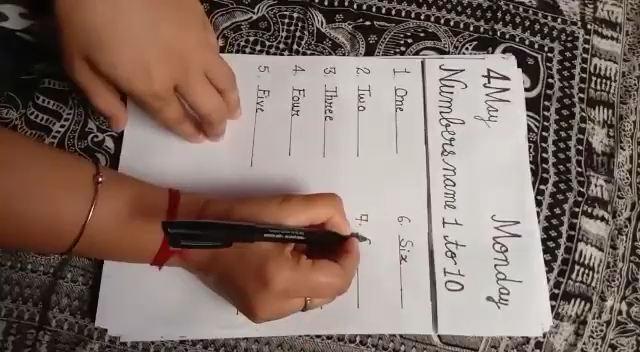 4 May Monday
Numbers name 1 to 10
1. One
2. Two
3. Three
4. Four
5. Five
6. Six
7.